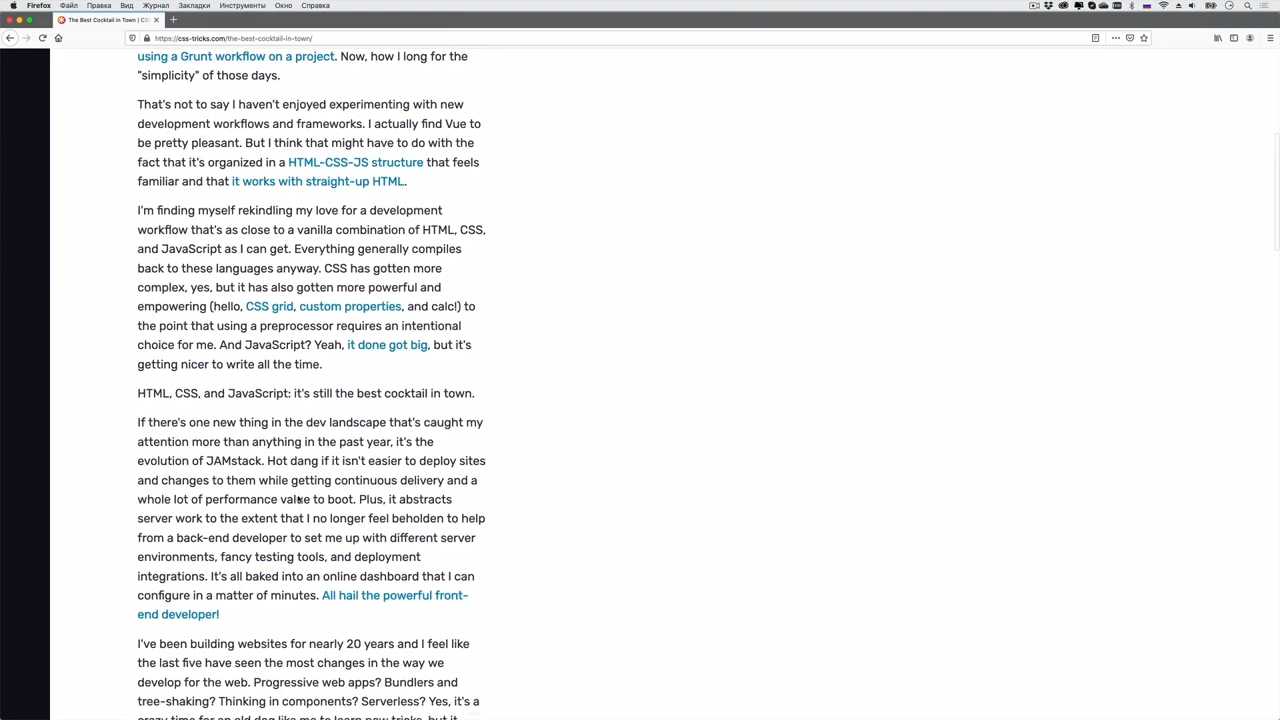 Firefox Файл Правка Вид Журнал Закладки Инструменты Окно Справка
The Best Cocktail in Town | CS
https://css-tricks.com/the-best-cocktail-in-town/
using a Grunt workflow on a project. Now, how I long for the
"simplicity" of those days.
That's not to say I haven't enjoyed experimenting with new
development workflows and frameworks. I actually find Vue to
be pretty pleasant. But I think that might have to do with the
fact that it's organized in a HTML-CSS-JS structure that feels
familiar and that it works with straight-up HTML.
I'm finding myself rekindling my love for a development
workflow that's as close to a vanilla combination of HTML, CSS,
and JavaScript as I can get. Everything generally compiles
back to these languages anyway. CSS has gotten more
complex, yes, but it has also gotten more powerful and
empowering (hello, CSS grid, custom properties, and calc!) to
the point that using a preprocessor requires an intentional
choice for me. And JavaScript? Yeah, it done got big, but it's
getting nicer to write all the time.
HTML, CSS, and JavaScript: it's still the best cocktail in town.
If there's one new thing in the dev landscape that's caught my
attention more than anything in the past year, it's the
evolution of JAMstack. Hot dang if it isn't easier to deploy sites
and changes to them while getting continuous delivery and a
whole lot of performance value to boot. Plus, it abstracts
server work to the extent that I no longer feel beholden to help
from a back-end developer to set me up with different server
environments, fancy testing tools, and deployment
integrations. It's all baked into an online dashboard that I can
configure in a matter of minutes. All hail the powerful front-
end developer!
I've been building websites for nearly 20 years and I feel like
the last five have seen the most changes in the way we
develop for the web. Progressive web apps? Bundlers and
tree-shaking? Thinking in components? Serverless? Yes, it's a
crazy time for an old dog like me to learn new tricks, but it